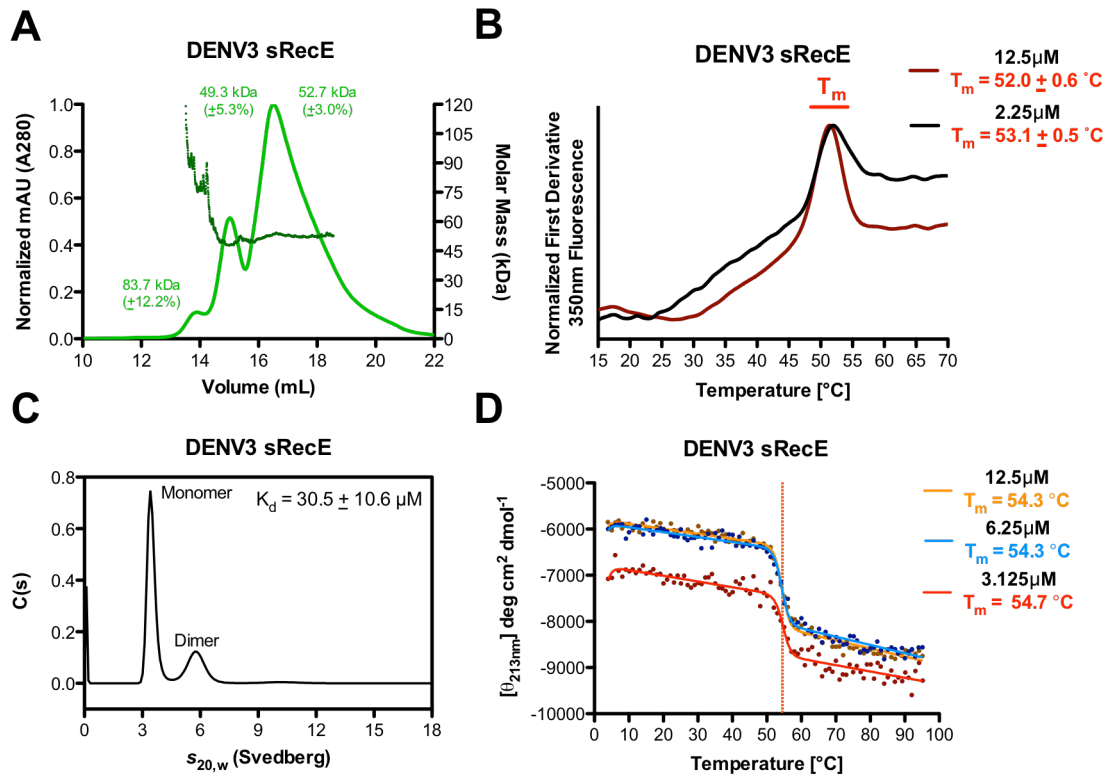 A
DENV3 sRecE
49.3 kDa
(±5.3%)
52.7 kDa
(±3.0%)
83.7 kDa
(±12.2%)
Normalized mAU (A280)
1.0
0.8
0.6
0.4
0.2
0.0
120
105
90
75
60
45
30
15
0
Molar Mass (kDa)
10 12 14 16 18 20 22
Volume (mL)
B
DENV3 sRecE
Tm
12.5µM
Tm = 52.0 ± 0.6 ˚C
2.25µM
Tm = 53.1 ± 0.5 ˚C
Normalized First Derivative
350nm Fluorescence
15 20 25 30 35 40 45 50 55 60 65 70
Temperature [°C]
C
DENV3 sRecE
Monomer
Kd = 30.5 ± 10.6 µM
Dimer
C(s)
0.8
0.6
0.4
0.2
0.0
0 3 6 9 12 15 18
s20,w (Svedberg)
D
DENV3 sRecE
12.5µM
Tm = 54.3 °C
6.25µM
Tm = 54.3 °C
3.125µM
Tm = 54.7 °C
[θ213nm] deg cm2 dmol-1
-5000
-6000
-7000
-8000
-9000
-10000
0 10 20 30 40 50 60 70 80 90 100
Temperature [°C]